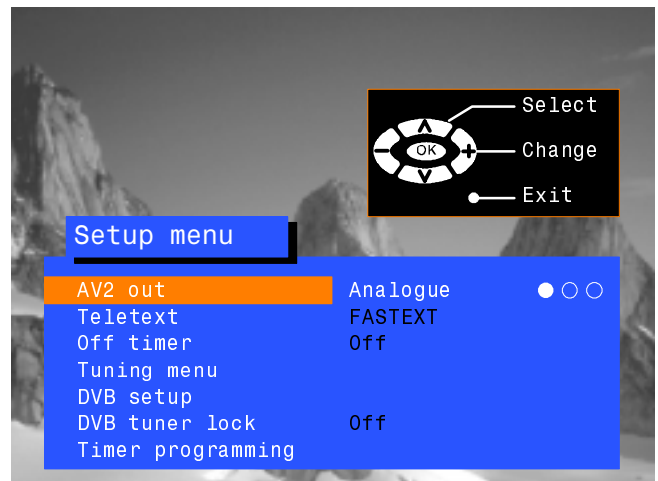 Select
OK
Change
Exit
Setup menu
AV2 out Analogue
Teletext FASTEXT
Off timer Off
Tuning menu
DVB setup
DVB tuner lock Off
Timer programming